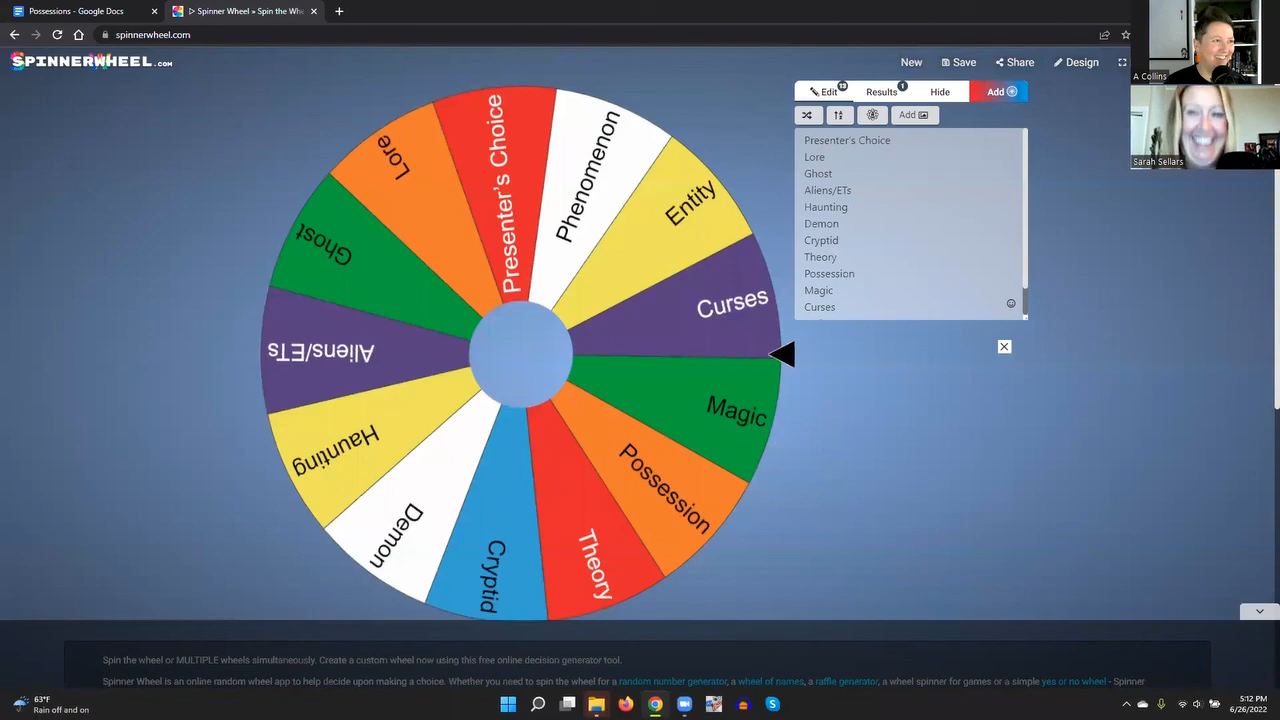 Possessions - Google Docs
Spinner Wheel » Spin the Whe
spinnerwheel.com
SPINNERWHEEL.COM
New
Save
Share
Design
Edit
13
Results
1
Hide
Add
Add
Presenter's Choice
Lore
Ghost
Aliens/ETs
Haunting
Demon
Cryptid
Theory
Possession
Magic
Curses
Presenter's Choice
Phenomenon
Entity
Curses
Magic
Possession
Theory
Cryptid
Demon
Haunting
Aliens/ETs
Ghost
Lore
A Collins
Sarah Sellars
Spin the wheel or MULTIPLE wheels simultaneously. Create a custom wheel now using this free online decision generator tool.
Spinner Wheel is an online random wheel app to help decide upon making a choice. Whether you need to spin the wheel for a random number generator, a wheel of names, a raffle generator, a wheel spinner for games or a simple yes or no wheel - Spinner
63°F
Rain off and on
5:12 PM
6/26/2022